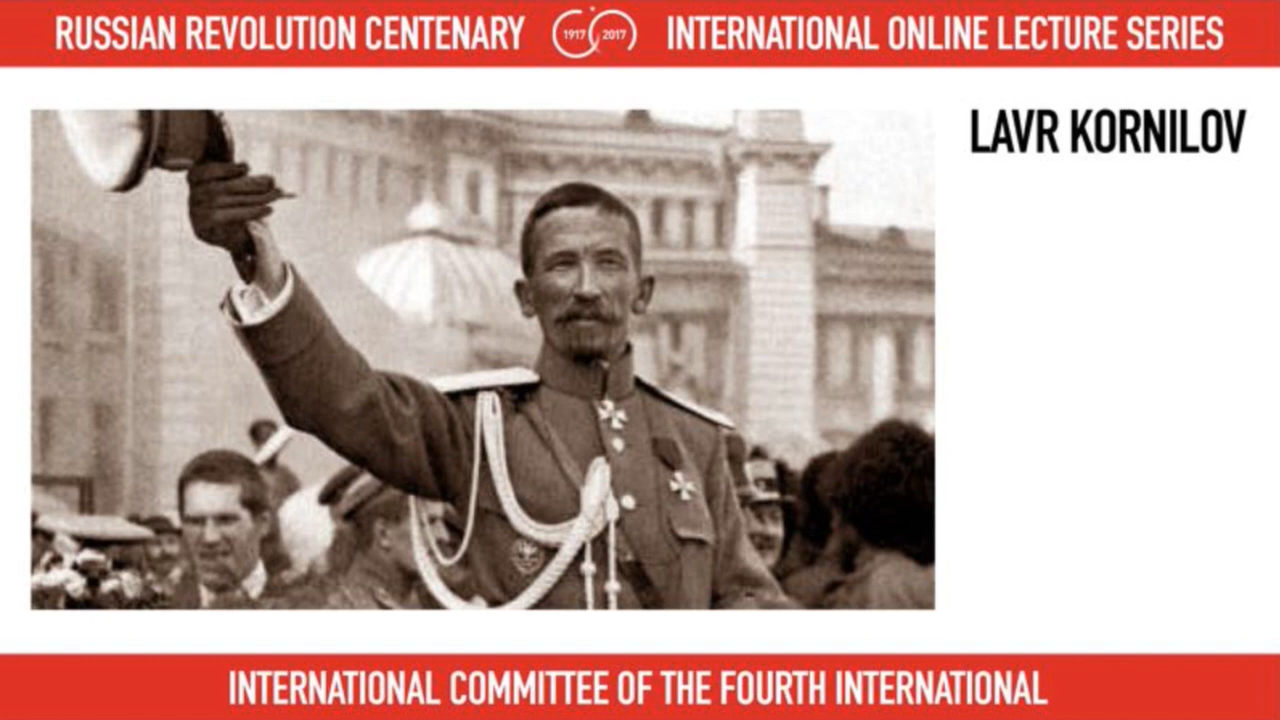 RUSSIAN REVOLUTION CENTENARY 1917 2017 INTERNATIONAL ONLINE LECTURE SERIES
LAVR KORNILOV
INTERNATIONAL COMMITTEE OF THE FOURTH INTERNATIONAL